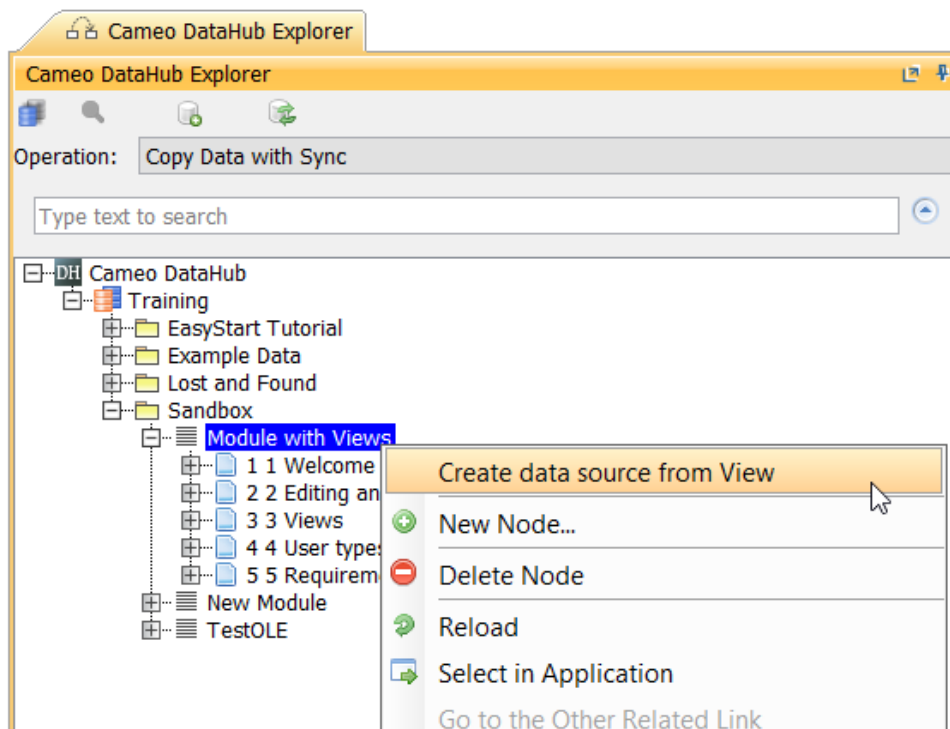 Cameo DataHub Explorer
Cameo DataHub Explorer
Operation: Copy Data with Sync
Type text to search
DH Cameo DataHub
Training
EasyStart Tutorial
Example Data
Lost and Found
Sandbox
Module with Views
1 1 Welcome
2 2 Editing an
3 3 Views
4 4 User types
5 5 Requirem
New Module
TestOLE
Create data source from View
New Node...
Delete Node
Reload
Select in Application
Go to the Other Related Link